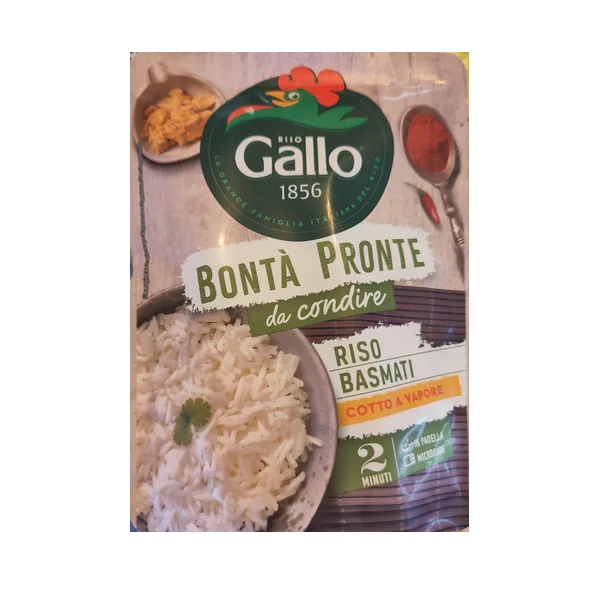 RISO
Gallo
1856
LA GRANDE FAMIGLIA ITALIANA DEL RISO
BONTÀ PRONTE
da condire
RISO
BASMATI
COTTO A VAPORE
2
MINUTI
IN PADELLA
MICROONDE